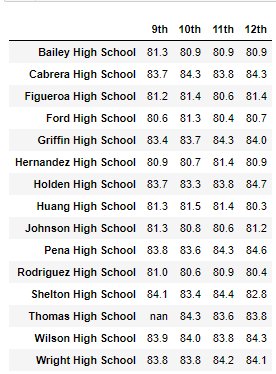 9th 10th 11th 12th
Bailey High School 81.3 80.9 80.9 80.9
Cabrera High School 83.7 84.3 83.8 84.3
Figueroa High School 81.2 81.4 80.6 81.4
Ford High School 80.6 81.3 80.4 80.7
Griffin High School 83.4 83.7 84.3 84.0
Hernandez High School 80.9 80.7 81.4 80.9
Holden High School 83.7 83.3 83.8 84.7
Huang High School 81.3 81.5 81.4 80.3
Johnson High School 81.3 80.8 80.6 81.2
Pena High School 83.8 83.6 84.3 84.6
Rodriguez High School 81.0 80.6 80.9 80.4
Shelton High School 84.1 83.4 84.4 82.8
Thomas High School nan 84.3 83.6 83.8
Wilson High School 83.9 84.0 83.8 84.3
Wright High School 83.8 83.8 84.2 84.1